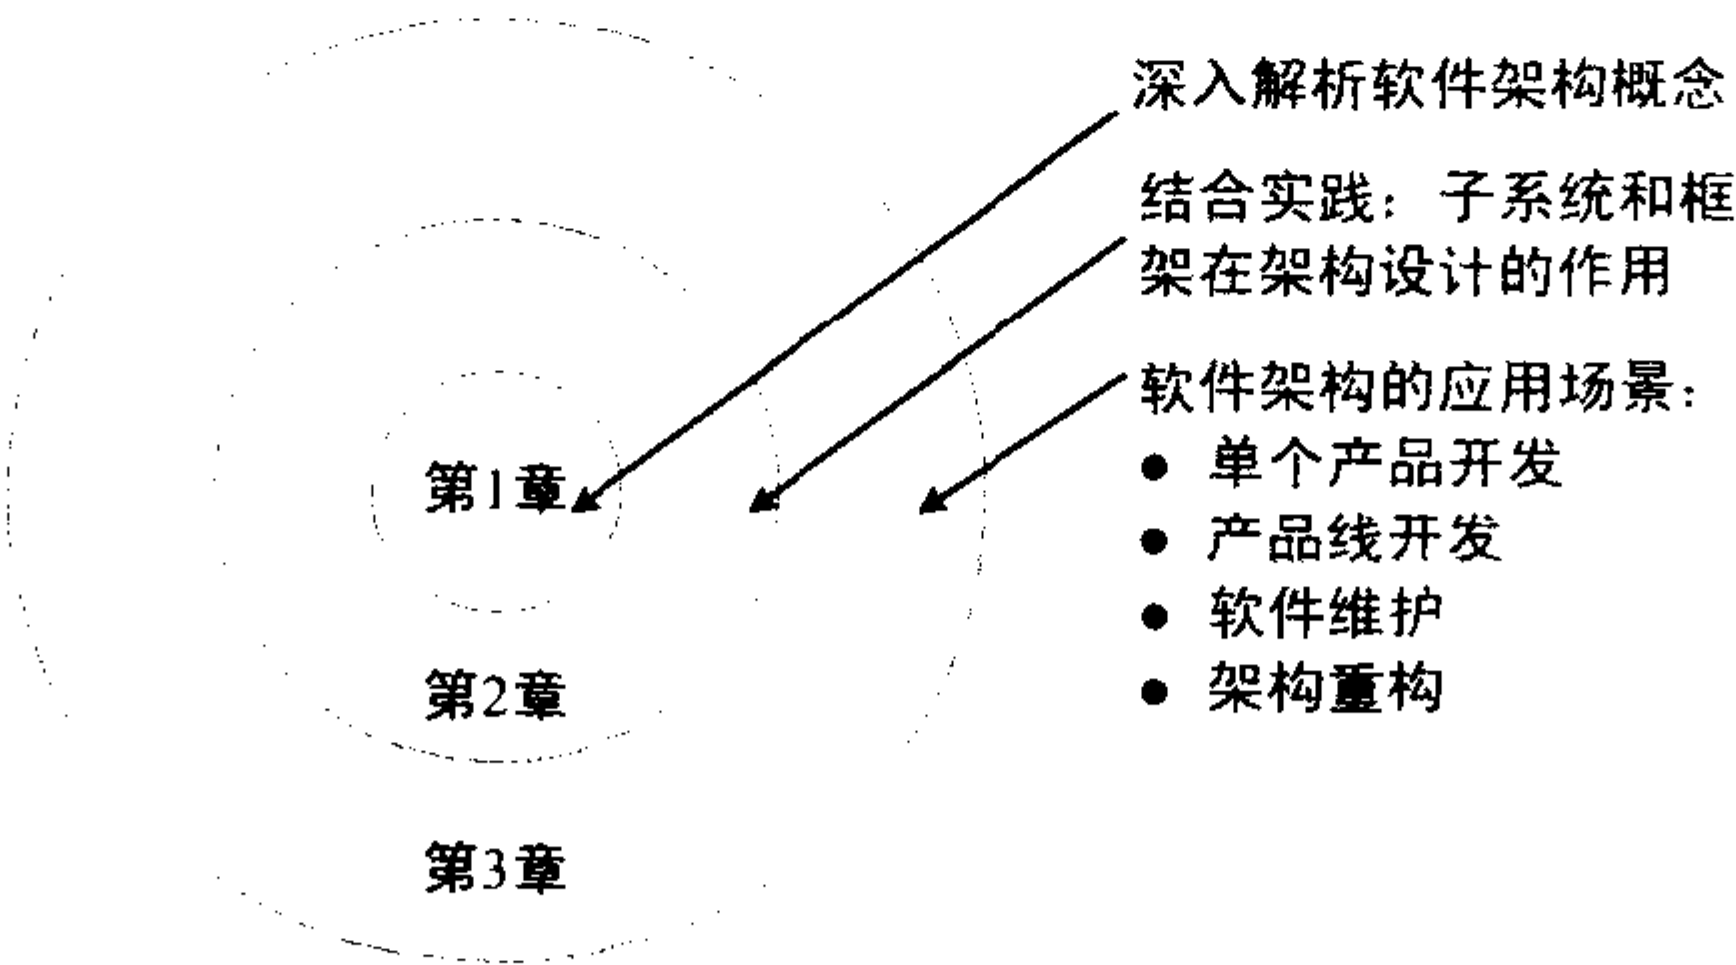 深入解析软件架构概念
结合实践：子系统和框
架在架构设计的作用
软件架构的应用场景：
● 单个产品开发
● 产品线开发
● 软件维护
● 架构重构
第1章
第2章
第3章